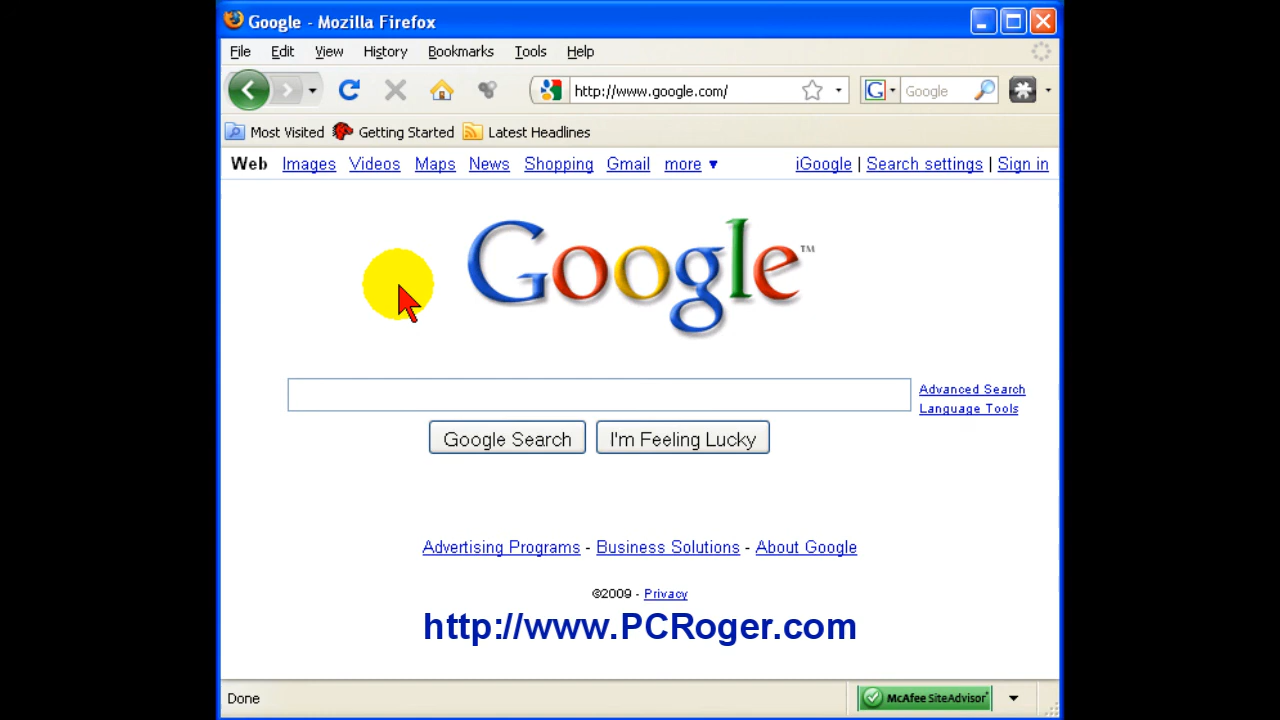 Google - Mozilla Firefox
File Edit View History Bookmarks Tools Help
http://www.google.com/ G Google
Most Visited Getting Started Latest Headlines
Web Images Videos Maps News Shopping Gmail more ▼ iGoogle | Search settings | Sign in
Google™
Advanced Search
Language Tools
Google Search I'm Feeling Lucky
Advertising Programs - Business Solutions - About Google
©2009 - Privacy
http://www.PCRoger.com
Done McAfee SiteAdvisor